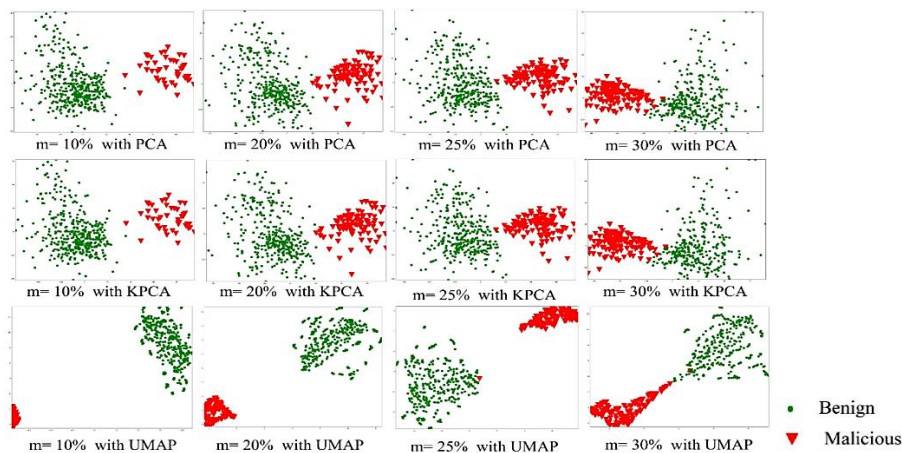 m= 10% with PCA
m= 20% with PCA
m= 25% with PCA
m= 30% with PCA
m= 10% with KPCA
m= 20% with KPCA
m= 25% with KPCA
m= 30% with KPCA
m= 10% with UMAP
m= 20% with UMAP
m= 25% with UMAP
m= 30% with UMAP
Benign
Malicious